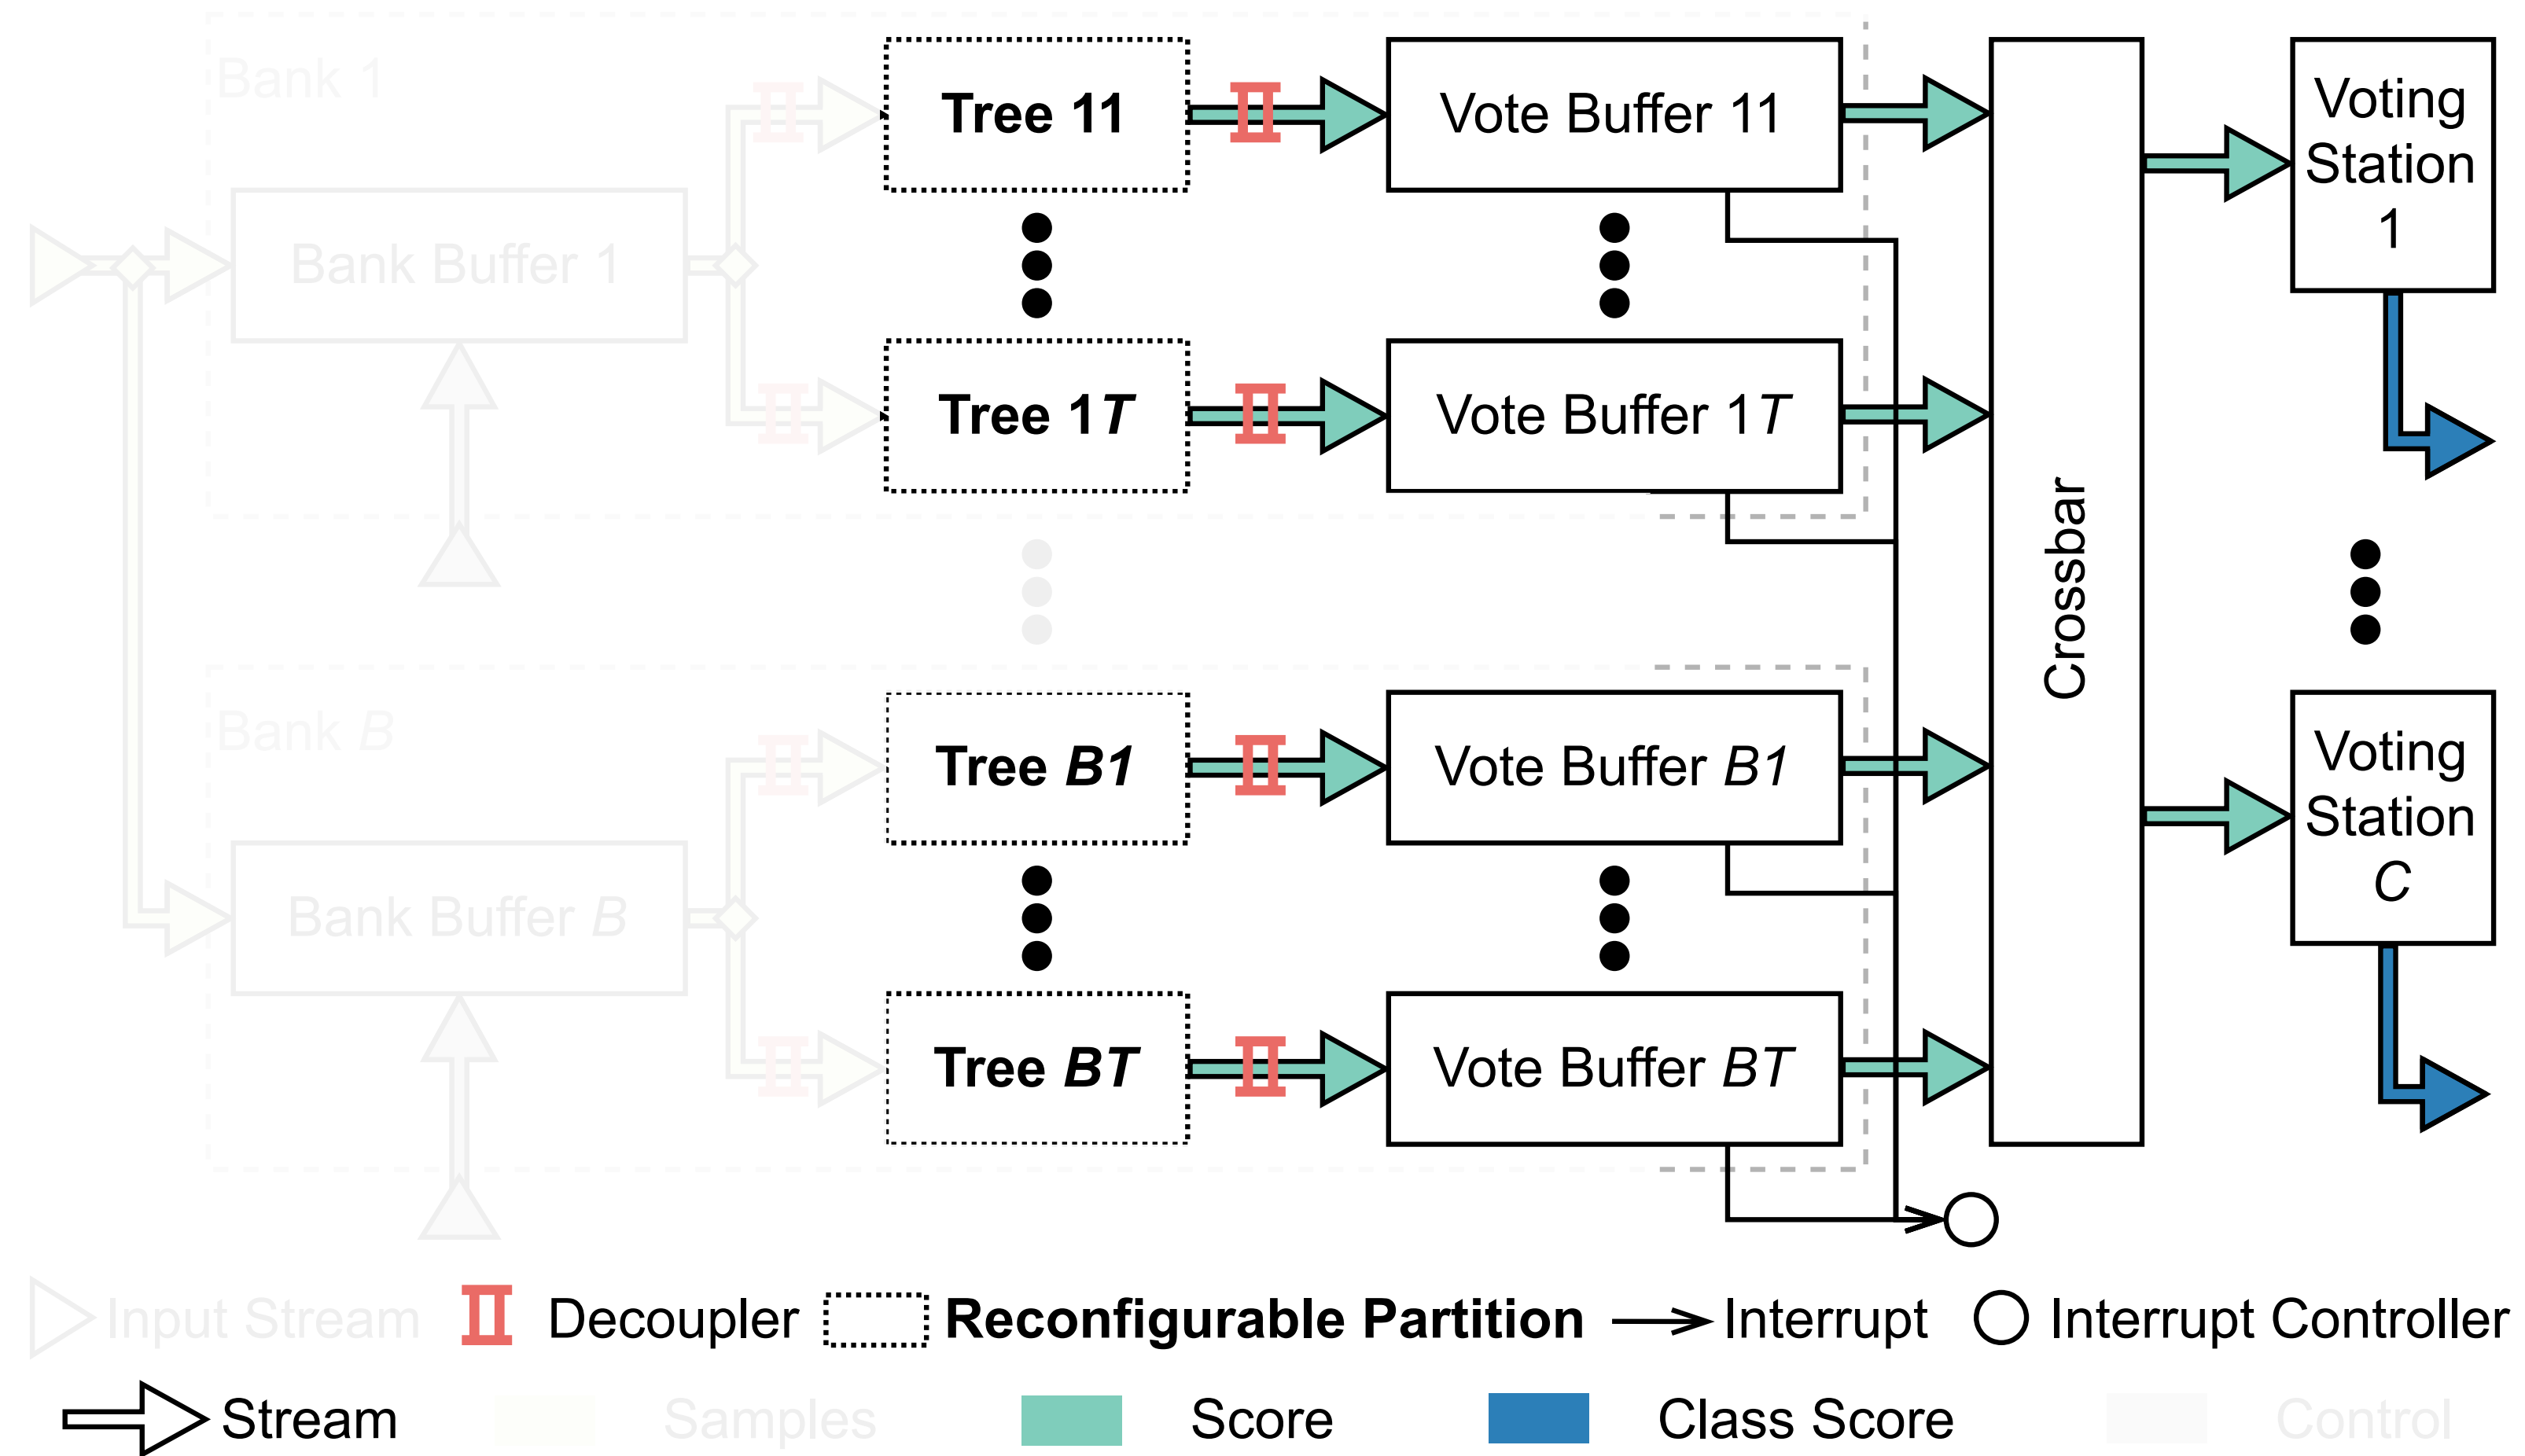 Bank 1
Tree 11
Vote Buffer 11
Voting
Station
1
Bank Buffer 1
Tree 1T
Vote Buffer 1T
Crossbar
Bank B
Tree B1
Vote Buffer B1
Voting
Station
C
Bank Buffer B
Tree BT
Vote Buffer BT
Input Stream
Decoupler
Reconfigurable Partition
Interrupt
Interrupt Controller
Stream
Samples
Score
Class Score
Control